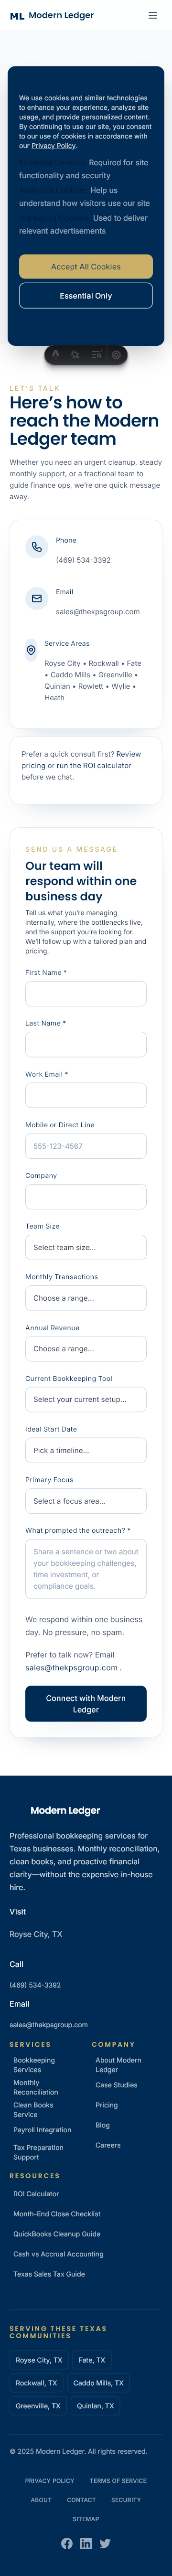 ML Modern Ledger
We use cookies and similar technologies
to enhance your experience, analyze site
usage, and provide personalized content.
By continuing to use our site, you consent
to our use of cookies in accordance with
our Privacy Policy.
Required for site
functionality and security
Help us
understand how visitors use our site
Used to deliver
relevant advertisements
Accept All Cookies
Essential Only
LET'S TALK
Here's how to
reach the Modern
Ledger team
Whether you need an urgent cleanup, steady
monthly support, or a fractional team to
guide finance ops, we're one quick message
away.
Phone
(469) 534-3392
Email
sales@thekpsgroup.com
Service Areas
Royse City • Rockwall • Fate
• Caddo Mills • Greenville •
Quinlan • Rowlett • Wylie •
Heath
Prefer a quick consult first? Review
pricing or run the ROI calculator
before we chat.
SEND US A MESSAGE
Our team will
respond within one
business day
Tell us what you're managing
internally, where the bottlenecks live,
and the support you're looking for.
We'll follow up with a tailored plan and
pricing.
First Name *
Last Name *
Work Email *
Mobile or Direct Line
555-123-4567
Company
Team Size
Select team size...
Monthly Transactions
Choose a range...
Annual Revenue
Choose a range...
Current Bookkeeping Tool
Select your current setup...
Ideal Start Date
Pick a timeline...
Primary Focus
Select a focus area...
What prompted the outreach? *
Share a sentence or two about
your bookkeeping challenges,
time investment, or
compliance goals.
We respond within one business
day. No pressure, no spam.
Prefer to talk now? Email
sales@thekpsgroup.com .
Connect with Modern
Ledger
Modern Ledger
Professional bookkeeping services for
Texas businesses. Monthly reconciliation,
clean books, and proactive financial
clarity—without the expensive in-house
hire.
Visit
Royse City, TX
Call
(469) 534-3392
Email
sales@thekpsgroup.com
SERVICES
Bookkeeping
Services
Monthly
Reconciliation
Clean Books
Service
Payroll Integration
Tax Preparation
Support
COMPANY
About Modern
Ledger
Case Studies
Pricing
Blog
Careers
RESOURCES
ROI Calculator
Month-End Close Checklist
QuickBooks Cleanup Guide
Cash vs Accrual Accounting
Texas Sales Tax Guide
SERVING THESE TEXAS
COMMUNITIES
Royse City, TX
Fate, TX
Rockwall, TX
Caddo Mills, TX
Greenville, TX
Quinlan, TX
© 2025 Modern Ledger. All rights reserved.
PRIVACY POLICY
TERMS OF SERVICE
ABOUT
CONTACT
SECURITY
SITEMAP